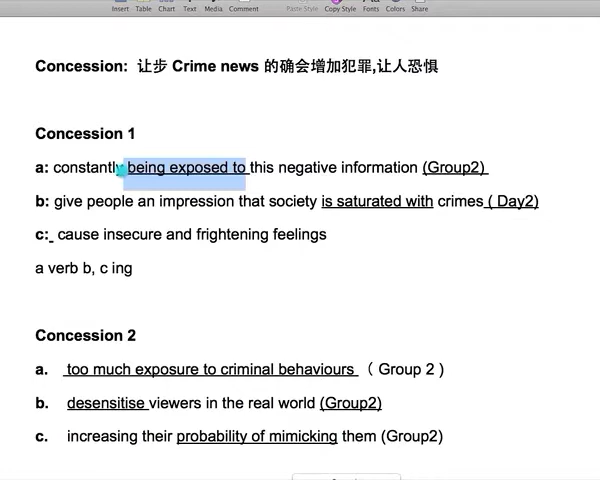 Insert Table Chart Text Media Comment Paste Style Copy Style Fonts Colors Share
Concession: 让步 Crime news 的确会增加犯罪,让人恐惧
Concession 1
a: constantly being exposed to this negative information (Group2)
b: give people an impression that society is saturated with crimes ( Day2)
c: cause insecure and frightening feelings
a verb b, c ing
Concession 2
a. too much exposure to criminal behaviours （ Group 2 )
b. desensitise viewers in the real world (Group2)
c. increasing their probability of mimicking them (Group2)